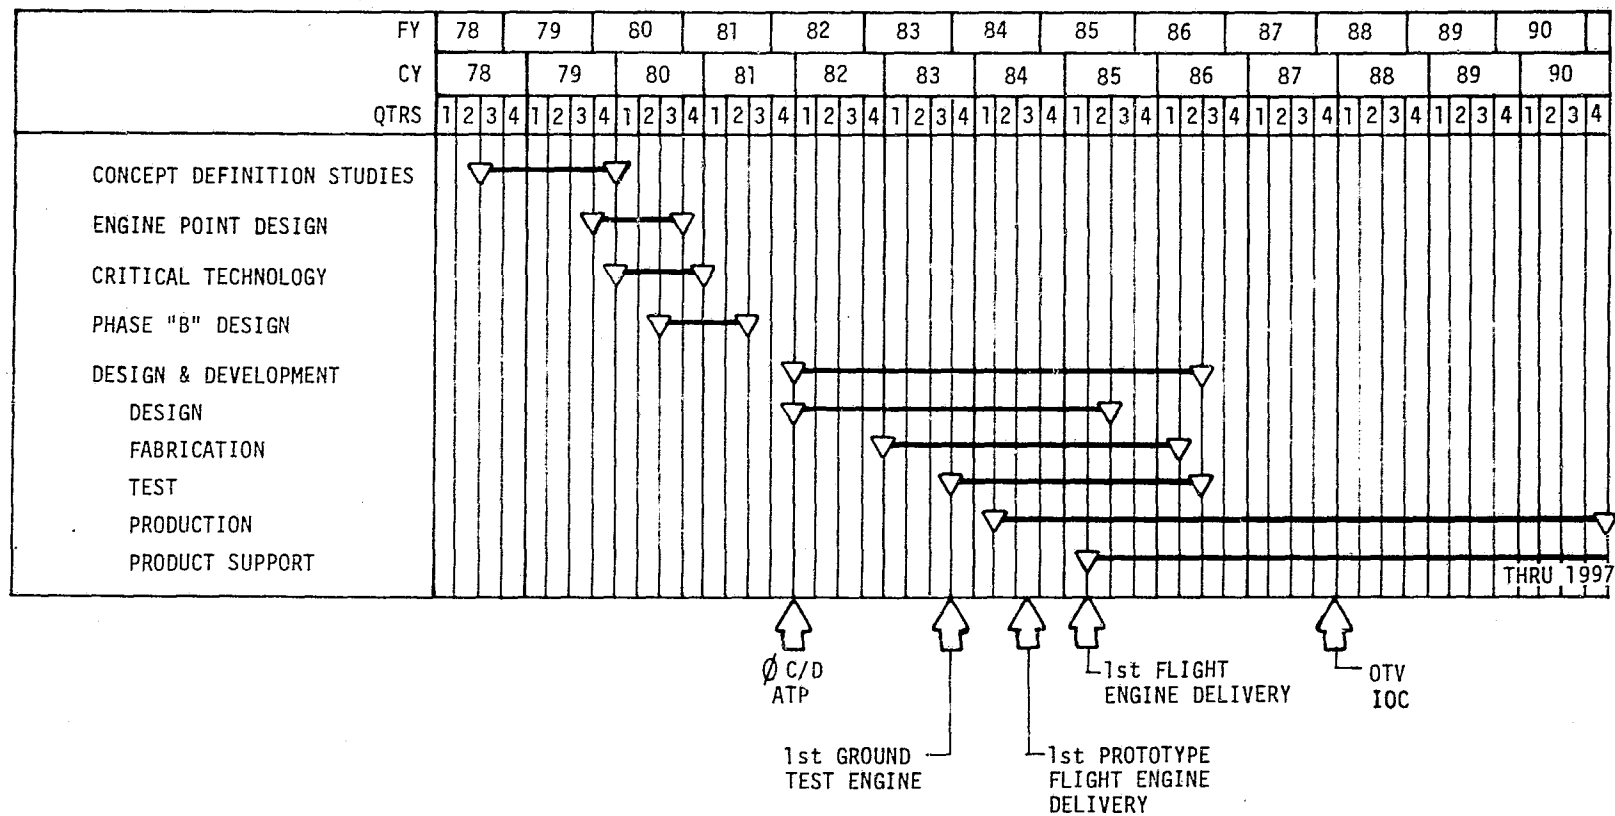 FY 78 79 80 81 82 83 84 85 86 87 88 89 90
CY 78 79 80 81 82 83 84 85 86 87 88 89 90
QTRS 1 2 3 4 1 2 3 4 1 2 3 4 1 2 3 4 1 2 3 4 1 2 3 4 1 2 3 4 1 2 3 4 1 2 3 4 1 2 3 4 1 2 3 4 1 2 3 4 1 2 3 4
CONCEPT DEFINITION STUDIES
ENGINE POINT DESIGN
CRITICAL TECHNOLOGY
PHASE "B" DESIGN
DESIGN & DEVELOPMENT
DESIGN
FABRICATION
TEST
PRODUCTION
PRODUCT SUPPORT
THRU 1997
Ø C/D
ATP
1st FLIGHT
ENGINE DELIVERY
OTV
IOC
1st GROUND
TEST ENGINE
1st PROTOTYPE
FLIGHT ENGINE
DELIVERY